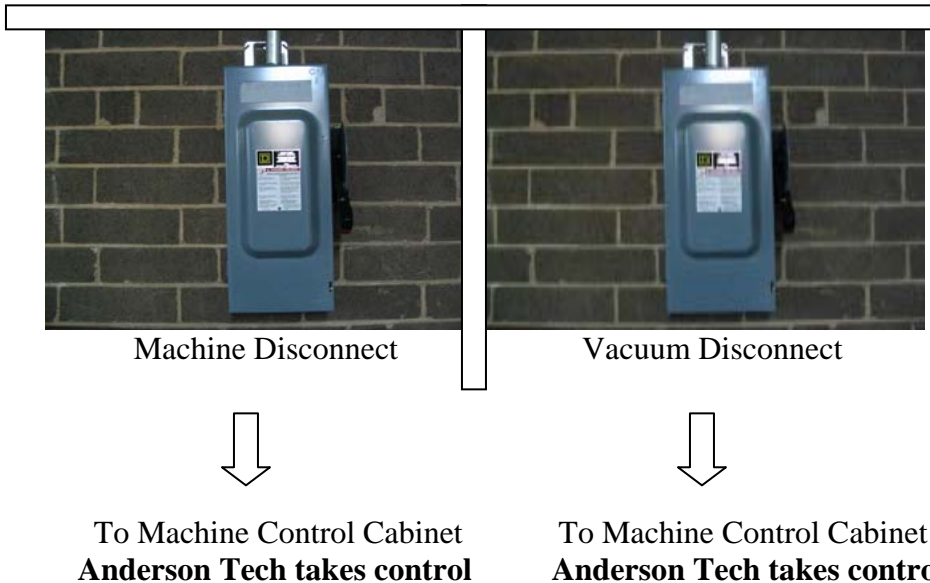 Machine Disconnect
Vacuum Disconnect
To Machine Control Cabinet
Anderson Tech takes control
To Machine Control Cabinet
Anderson Tech takes contro